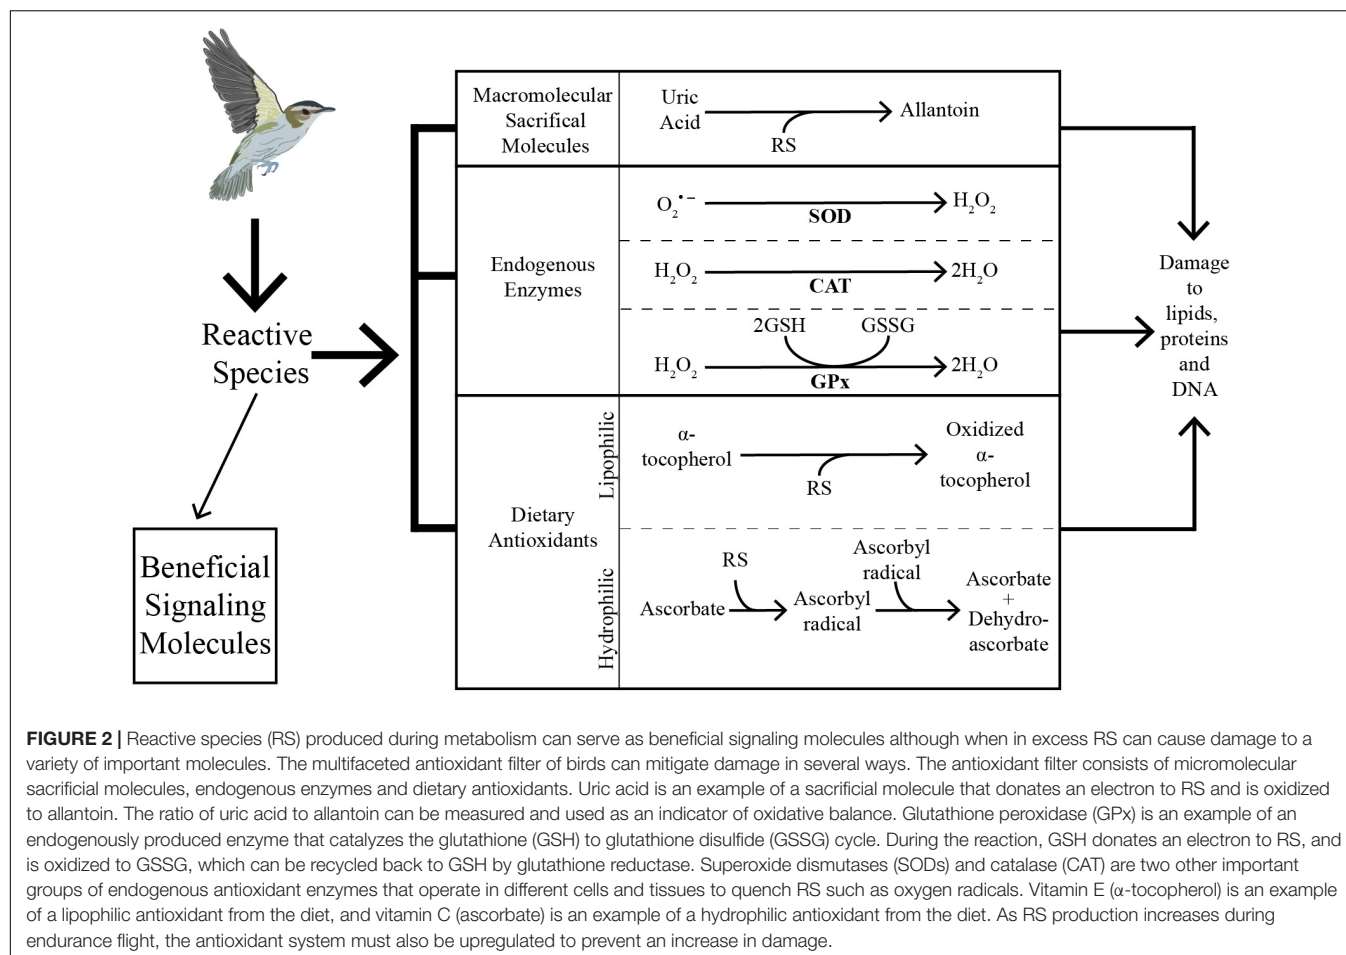 Macromolecular
Sacrifical
Molecules
Uric
Acid
RS
Allantoin
Endogenous
Enzymes
O₂•− SOD H₂O₂
H₂O₂ CAT 2H₂O
2GSH GSSG
H₂O₂ GPx 2H₂O
Dietary
Antioxidants
Lipophilic
α-
tocopherol
RS
Oxidized
α-
tocopherol
Hydrophilic
RS
Ascorbate
Ascorbyl
radical
Ascorbyl
radical
Ascorbate
+
Dehydro-
ascorbate
Reactive
Species
Beneficial
Signaling
Molecules
Damage
to
lipids,
proteins
and
DNA
FIGURE 2 | Reactive species (RS) produced during metabolism can serve as beneficial signaling molecules although when in excess RS can cause damage to a
variety of important molecules. The multifaceted antioxidant filter of birds can mitigate damage in several ways. The antioxidant filter consists of micromolecular
sacrificial molecules, endogenous enzymes and dietary antioxidants. Uric acid is an example of a sacrificial molecule that donates an electron to RS and is oxidized
to allantoin. The ratio of uric acid to allantoin can be measured and used as an indicator of oxidative balance. Glutathione peroxidase (GPx) is an example of an
endogenously produced enzyme that catalyzes the glutathione (GSH) to glutathione disulfide (GSSG) cycle. During the reaction, GSH donates an electron to RS, and
is oxidized to GSSG, which can be recycled back to GSH by glutathione reductase. Superoxide dismutases (SODs) and catalase (CAT) are two other important
groups of endogenous antioxidant enzymes that operate in different cells and tissues to quench RS such as oxygen radicals. Vitamin E (α-tocopherol) is an example
of a lipophilic antioxidant from the diet, and vitamin C (ascorbate) is an example of a hydrophilic antioxidant from the diet. As RS production increases during
endurance flight, the antioxidant system must also be upregulated to prevent an increase in damage.